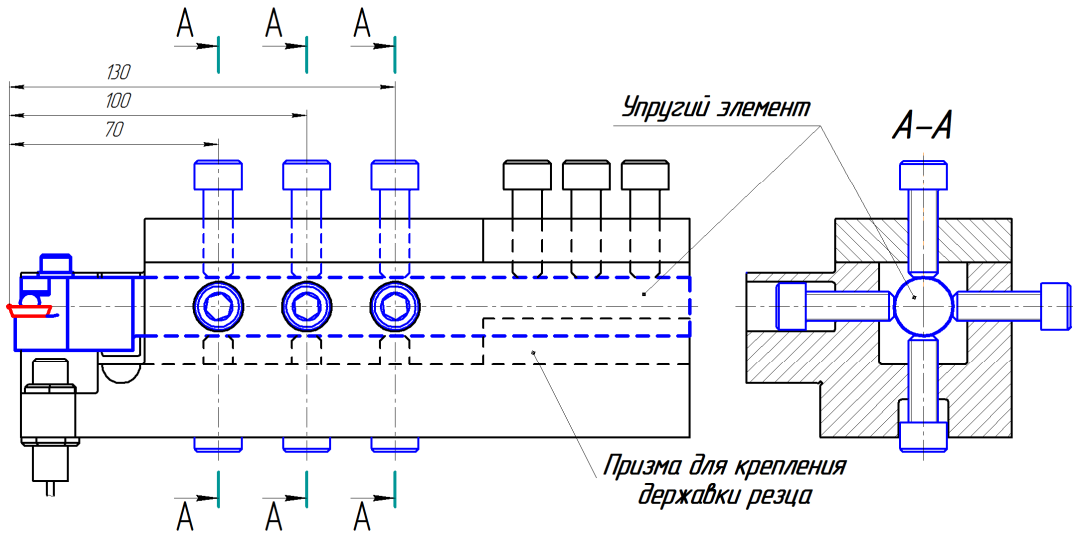 А А А
130
100
70
Упругий элемент
А-А
Призма для крепления
державки резца
А А А